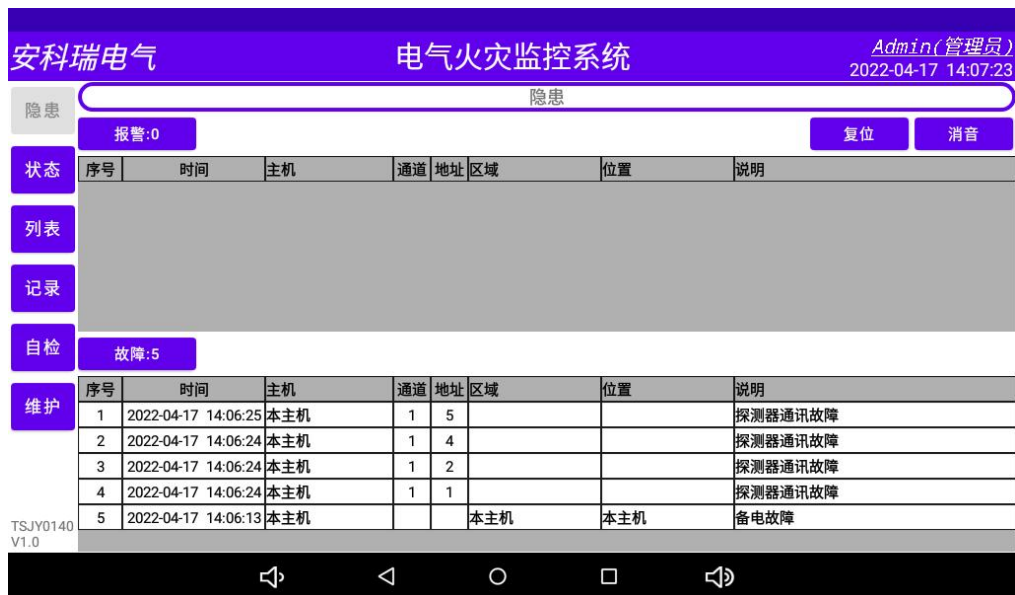 安科瑞电气 电气火灾监控系统 Admin(管理员)
2022-04-17 14:07:23
隐患
隐患
报警:0 复位 消音
状态
序号 时间 主机 通道 地址 区域 位置 说明
列表
记录
自检
故障:5
维护
序号 时间 主机 通道 地址 区域 位置 说明
1 2022-04-17 14:06:25 本主机 1 5 探测器通讯故障
2 2022-04-17 14:06:24 本主机 1 4 探测器通讯故障
3 2022-04-17 14:06:24 本主机 1 2 探测器通讯故障
4 2022-04-17 14:06:24 本主机 1 1 探测器通讯故障
5 2022-04-17 14:06:13 本主机 本主机 本主机 备电故障
TSJY0140
V1.0